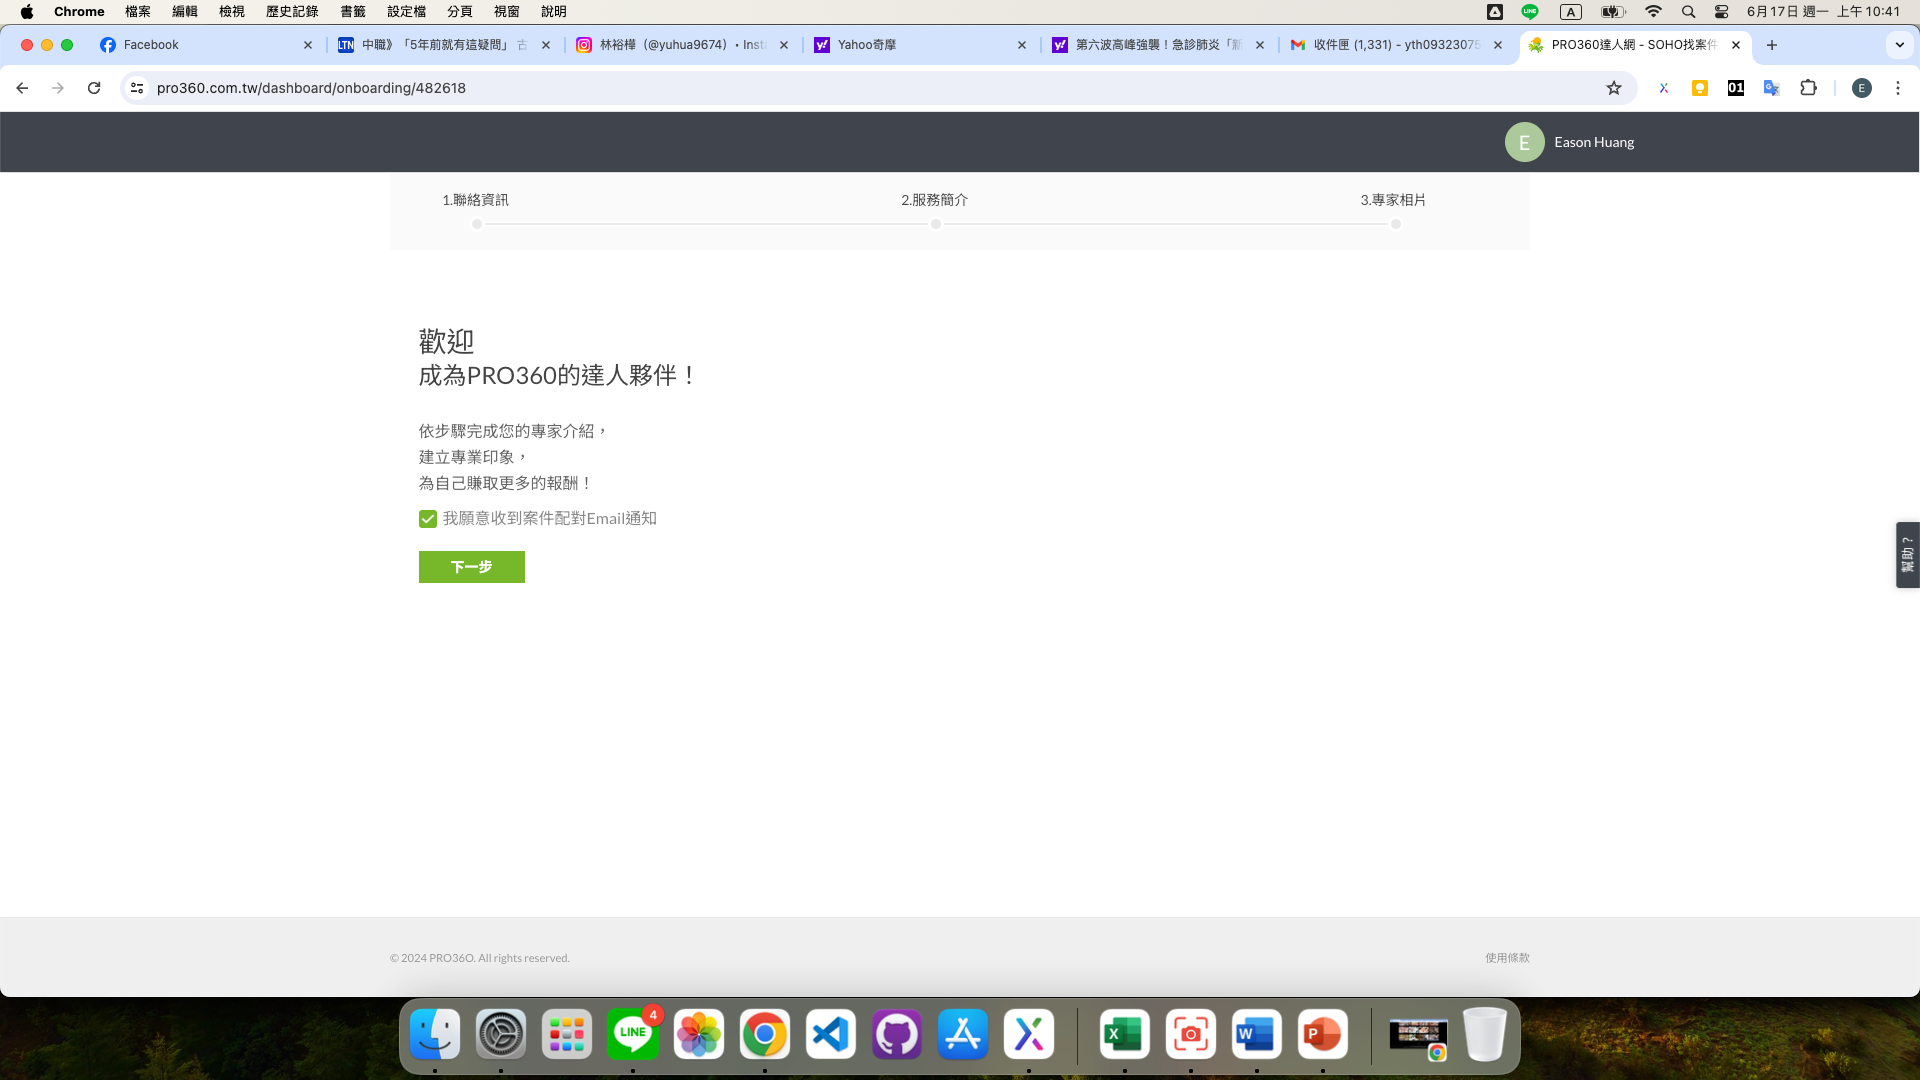 Chrome 檔案 編輯 檢視 歷史記錄 書籤 設定檔 分頁 視窗 說明 A 6月17日 週一 上午10:41
Facebook 中職》「5年前就有這疑問」 古 林裕樺（@yuhua9674）• Insta Yahoo奇摩 第六波高峰強襲！急診肺炎「新 收件匣 (1,331) - yth09323075 PRO360達人網 - SOHO找案件
pro360.com.tw/dashboard/onboarding/482618 01 E
E Eason Huang
1.聯絡資訊 2.服務簡介 3.專家相片
歡迎
成為PRO360的達人夥伴！
依步驟完成您的專家介紹，
建立專業印象，
為自己賺取更多的報酬！
我願意收到案件配對Email通知
下一步
幫助？
© 2024 PRO36O. All rights reserved. 使用條款
LINE 4 X W P